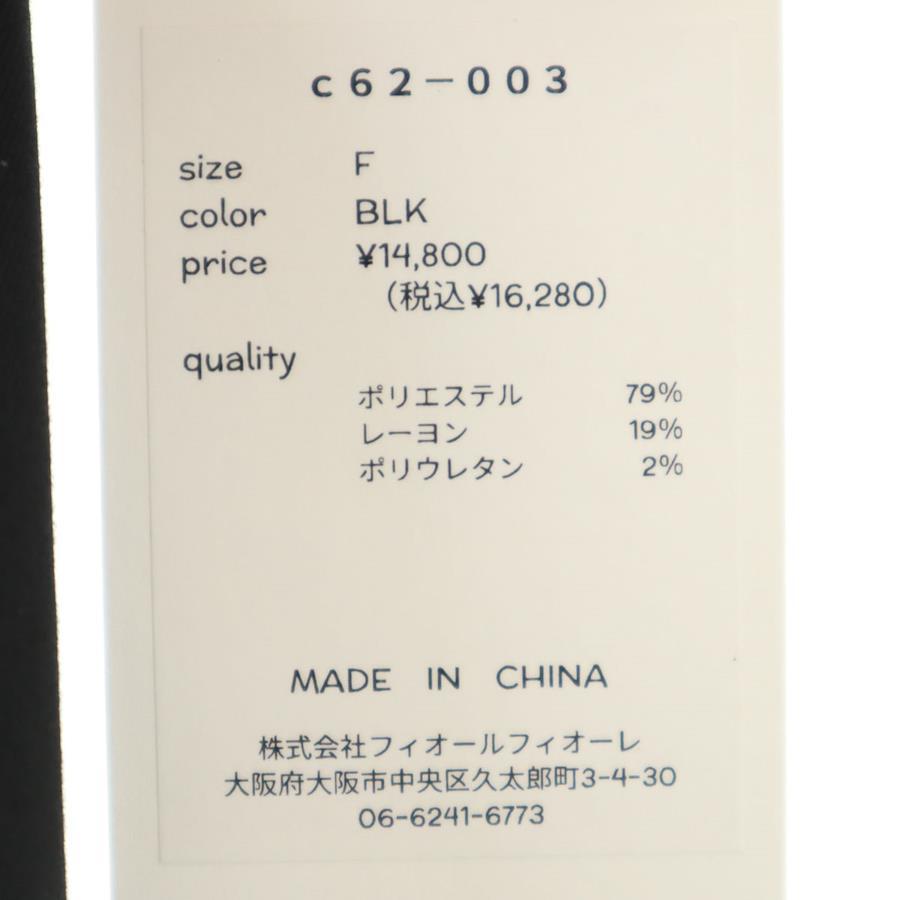 c62-003
size F
color BLK
price ¥14,800
(税込¥16,280)
quality
ポリエステル 79%
レーヨン 19%
ポリウレタン 2%
MADE IN CHINA
株式会社フィオールフィオーレ
大阪府大阪市中央区久太郎町3-4-30
06-6241-6773